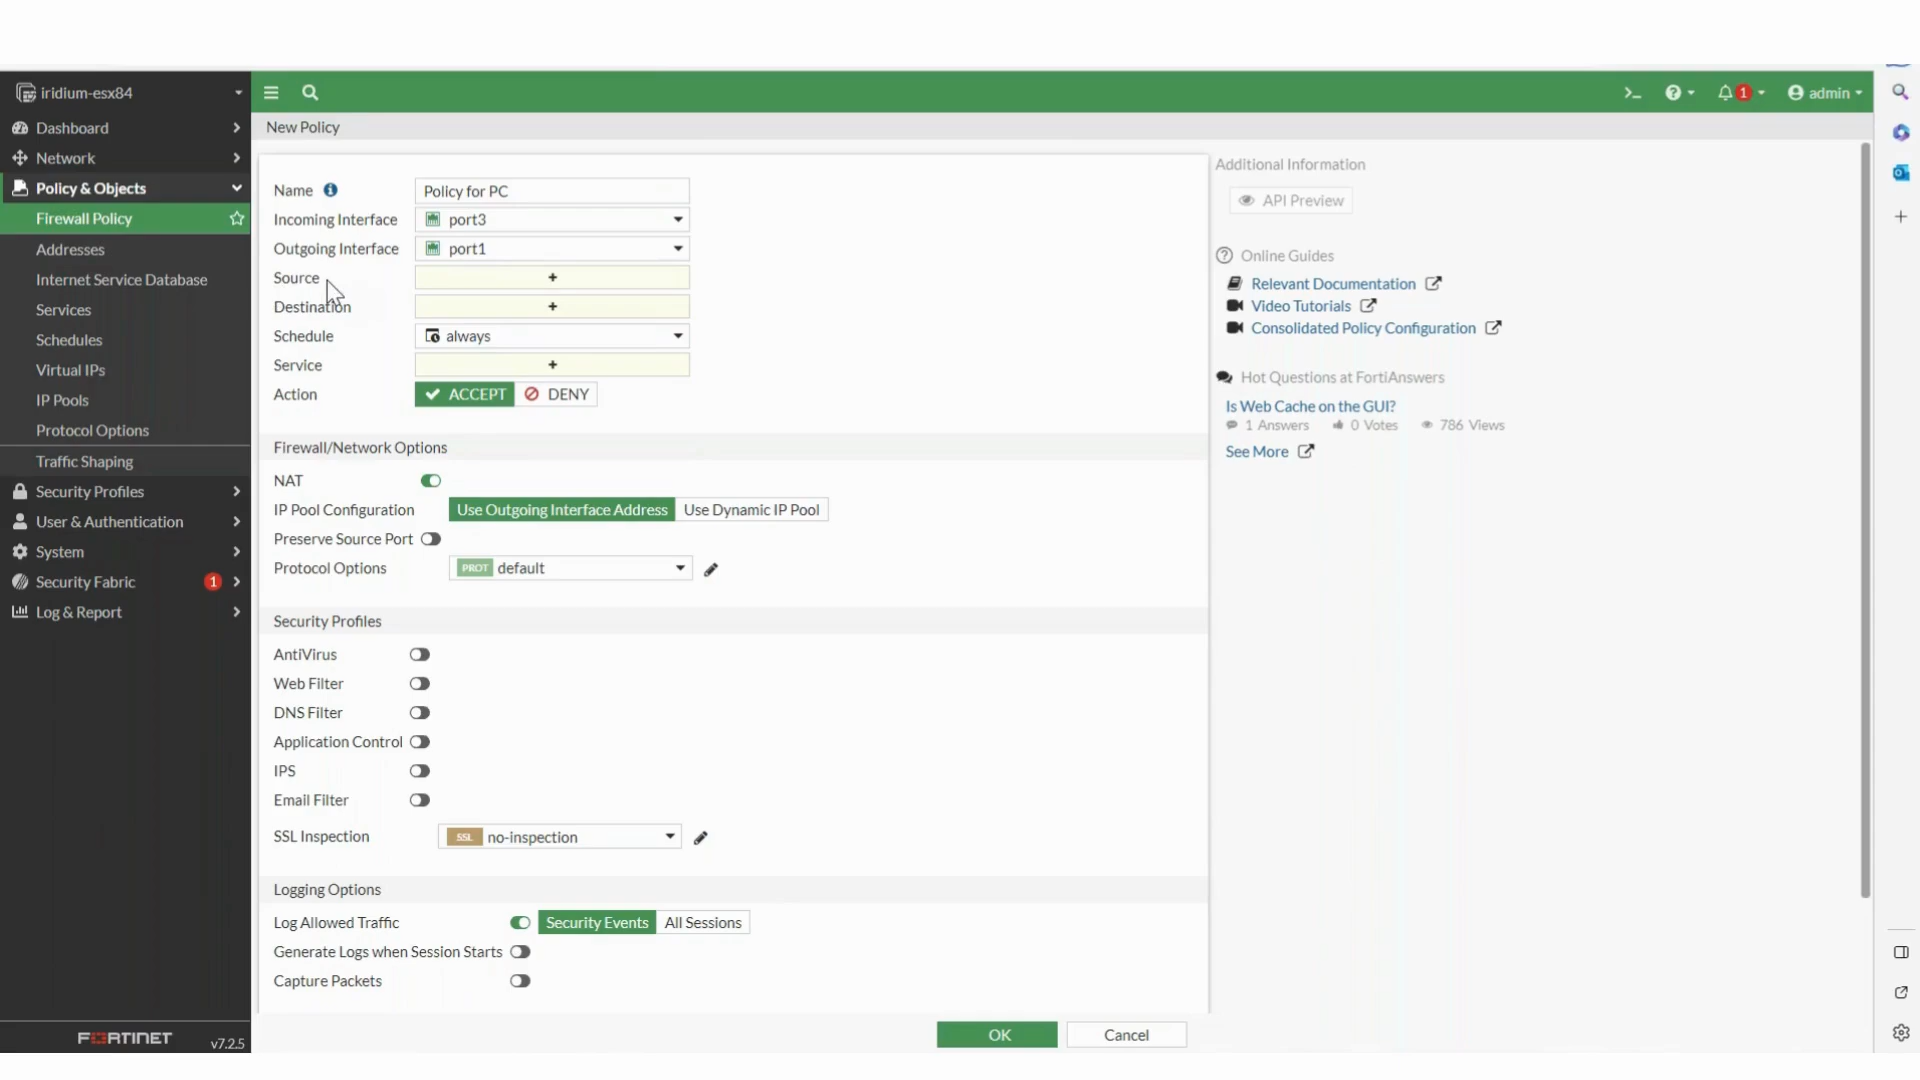 iridium-esx84
Dashboard
Network
Policy & Objects
Firewall Policy
Addresses
Internet Service Database
Services
Schedules
Virtual IPs
IP Pools
Protocol Options
Traffic Shaping
Security Profiles
User & Authentication
System
Security Fabric 1
Log & Report
FORTINET v7.2.5
>_ ? 1 admin
New Policy
Name Policy for PC
Incoming Interface port3
Outgoing Interface port1
Source +
Destination +
Schedule always
Service +
Action ACCEPT DENY
Firewall/Network Options
NAT
IP Pool Configuration Use Outgoing Interface Address Use Dynamic IP Pool
Preserve Source Port
Protocol Options PROT default
Security Profiles
AntiVirus
Web Filter
DNS Filter
Application Control
IPS
Email Filter
SSL Inspection SSL no-inspection
Logging Options
Log Allowed Traffic Security Events All Sessions
Generate Logs when Session Starts
Capture Packets
OK Cancel
Additional Information
API Preview
Online Guides
Relevant Documentation
Video Tutorials
Consolidated Policy Configuration
Hot Questions at FortiAnswers
Is Web Cache on the GUI?
1 Answers 0 Votes 786 Views
See More